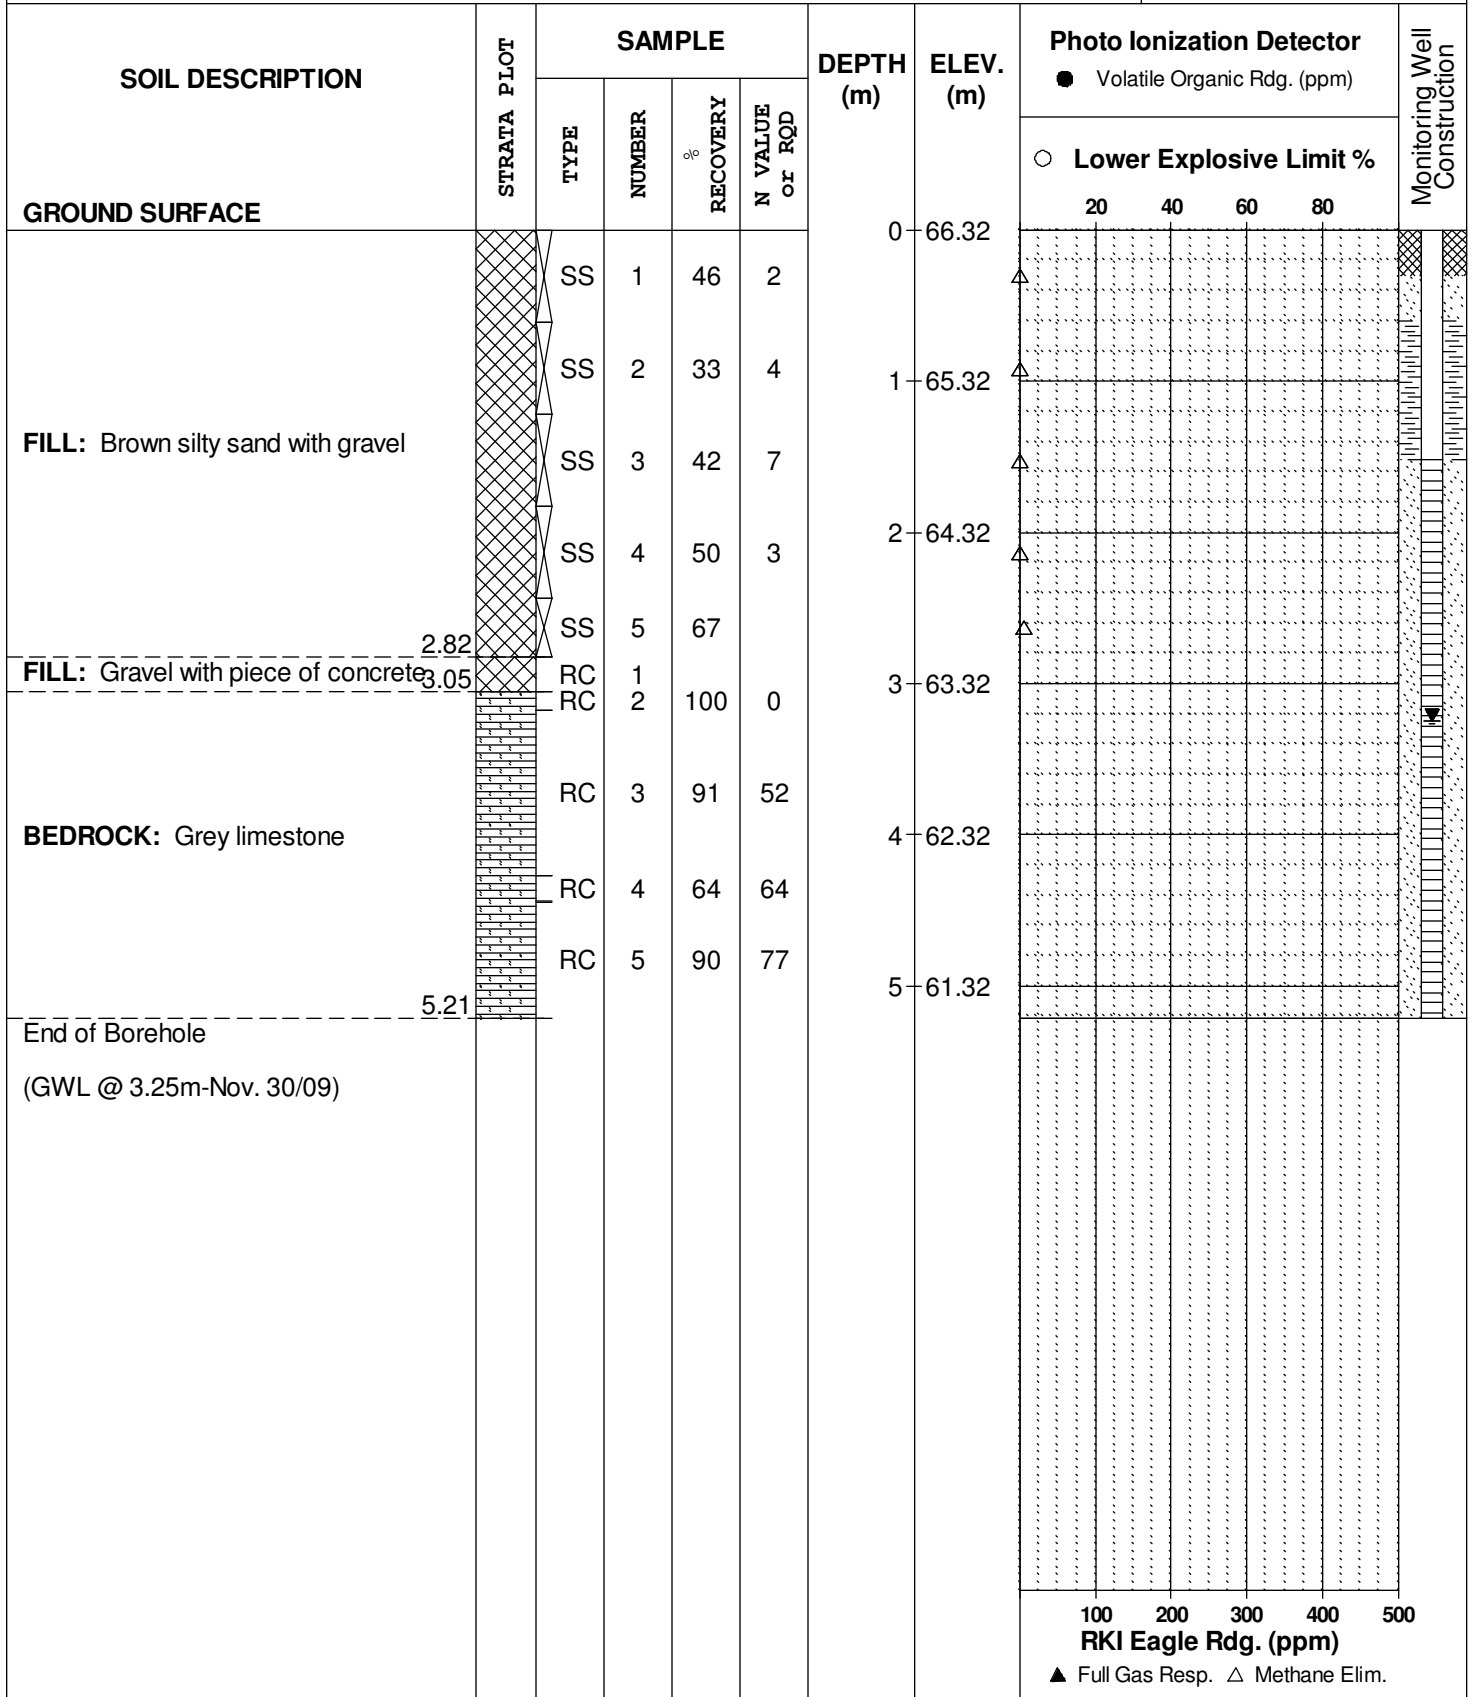 SOIL DESCRIPTION
GROUND SURFACE
STRATA PLOT
SAMPLE
TYPE
NUMBER
%
RECOVERY
N VALUE
or RQD
DEPTH
(m)
ELEV.
(m)
Photo Ionization Detector
● Volatile Organic Rdg. (ppm)
○ Lower Explosive Limit %
20 40 60 80
Monitoring Well
Construction
0 66.32
SS 1 46 2
SS 2 33 4
1 65.32
FILL: Brown silty sand with gravel
SS 3 42 7
2 64.32
SS 4 50 3
SS 5 67
2.82
FILL: Gravel with piece of concrete
3.05
RC 1
3 63.32
RC 2 100 0
RC 3 91 52
BEDROCK: Grey limestone
4 62.32
RC 4 64 64
RC 5 90 77
5 61.32
5.21
End of Borehole
(GWL @ 3.25m-Nov. 30/09)
100 200 300 400 500
RKI Eagle Rdg. (ppm)
▲ Full Gas Resp. △ Methane Elim.